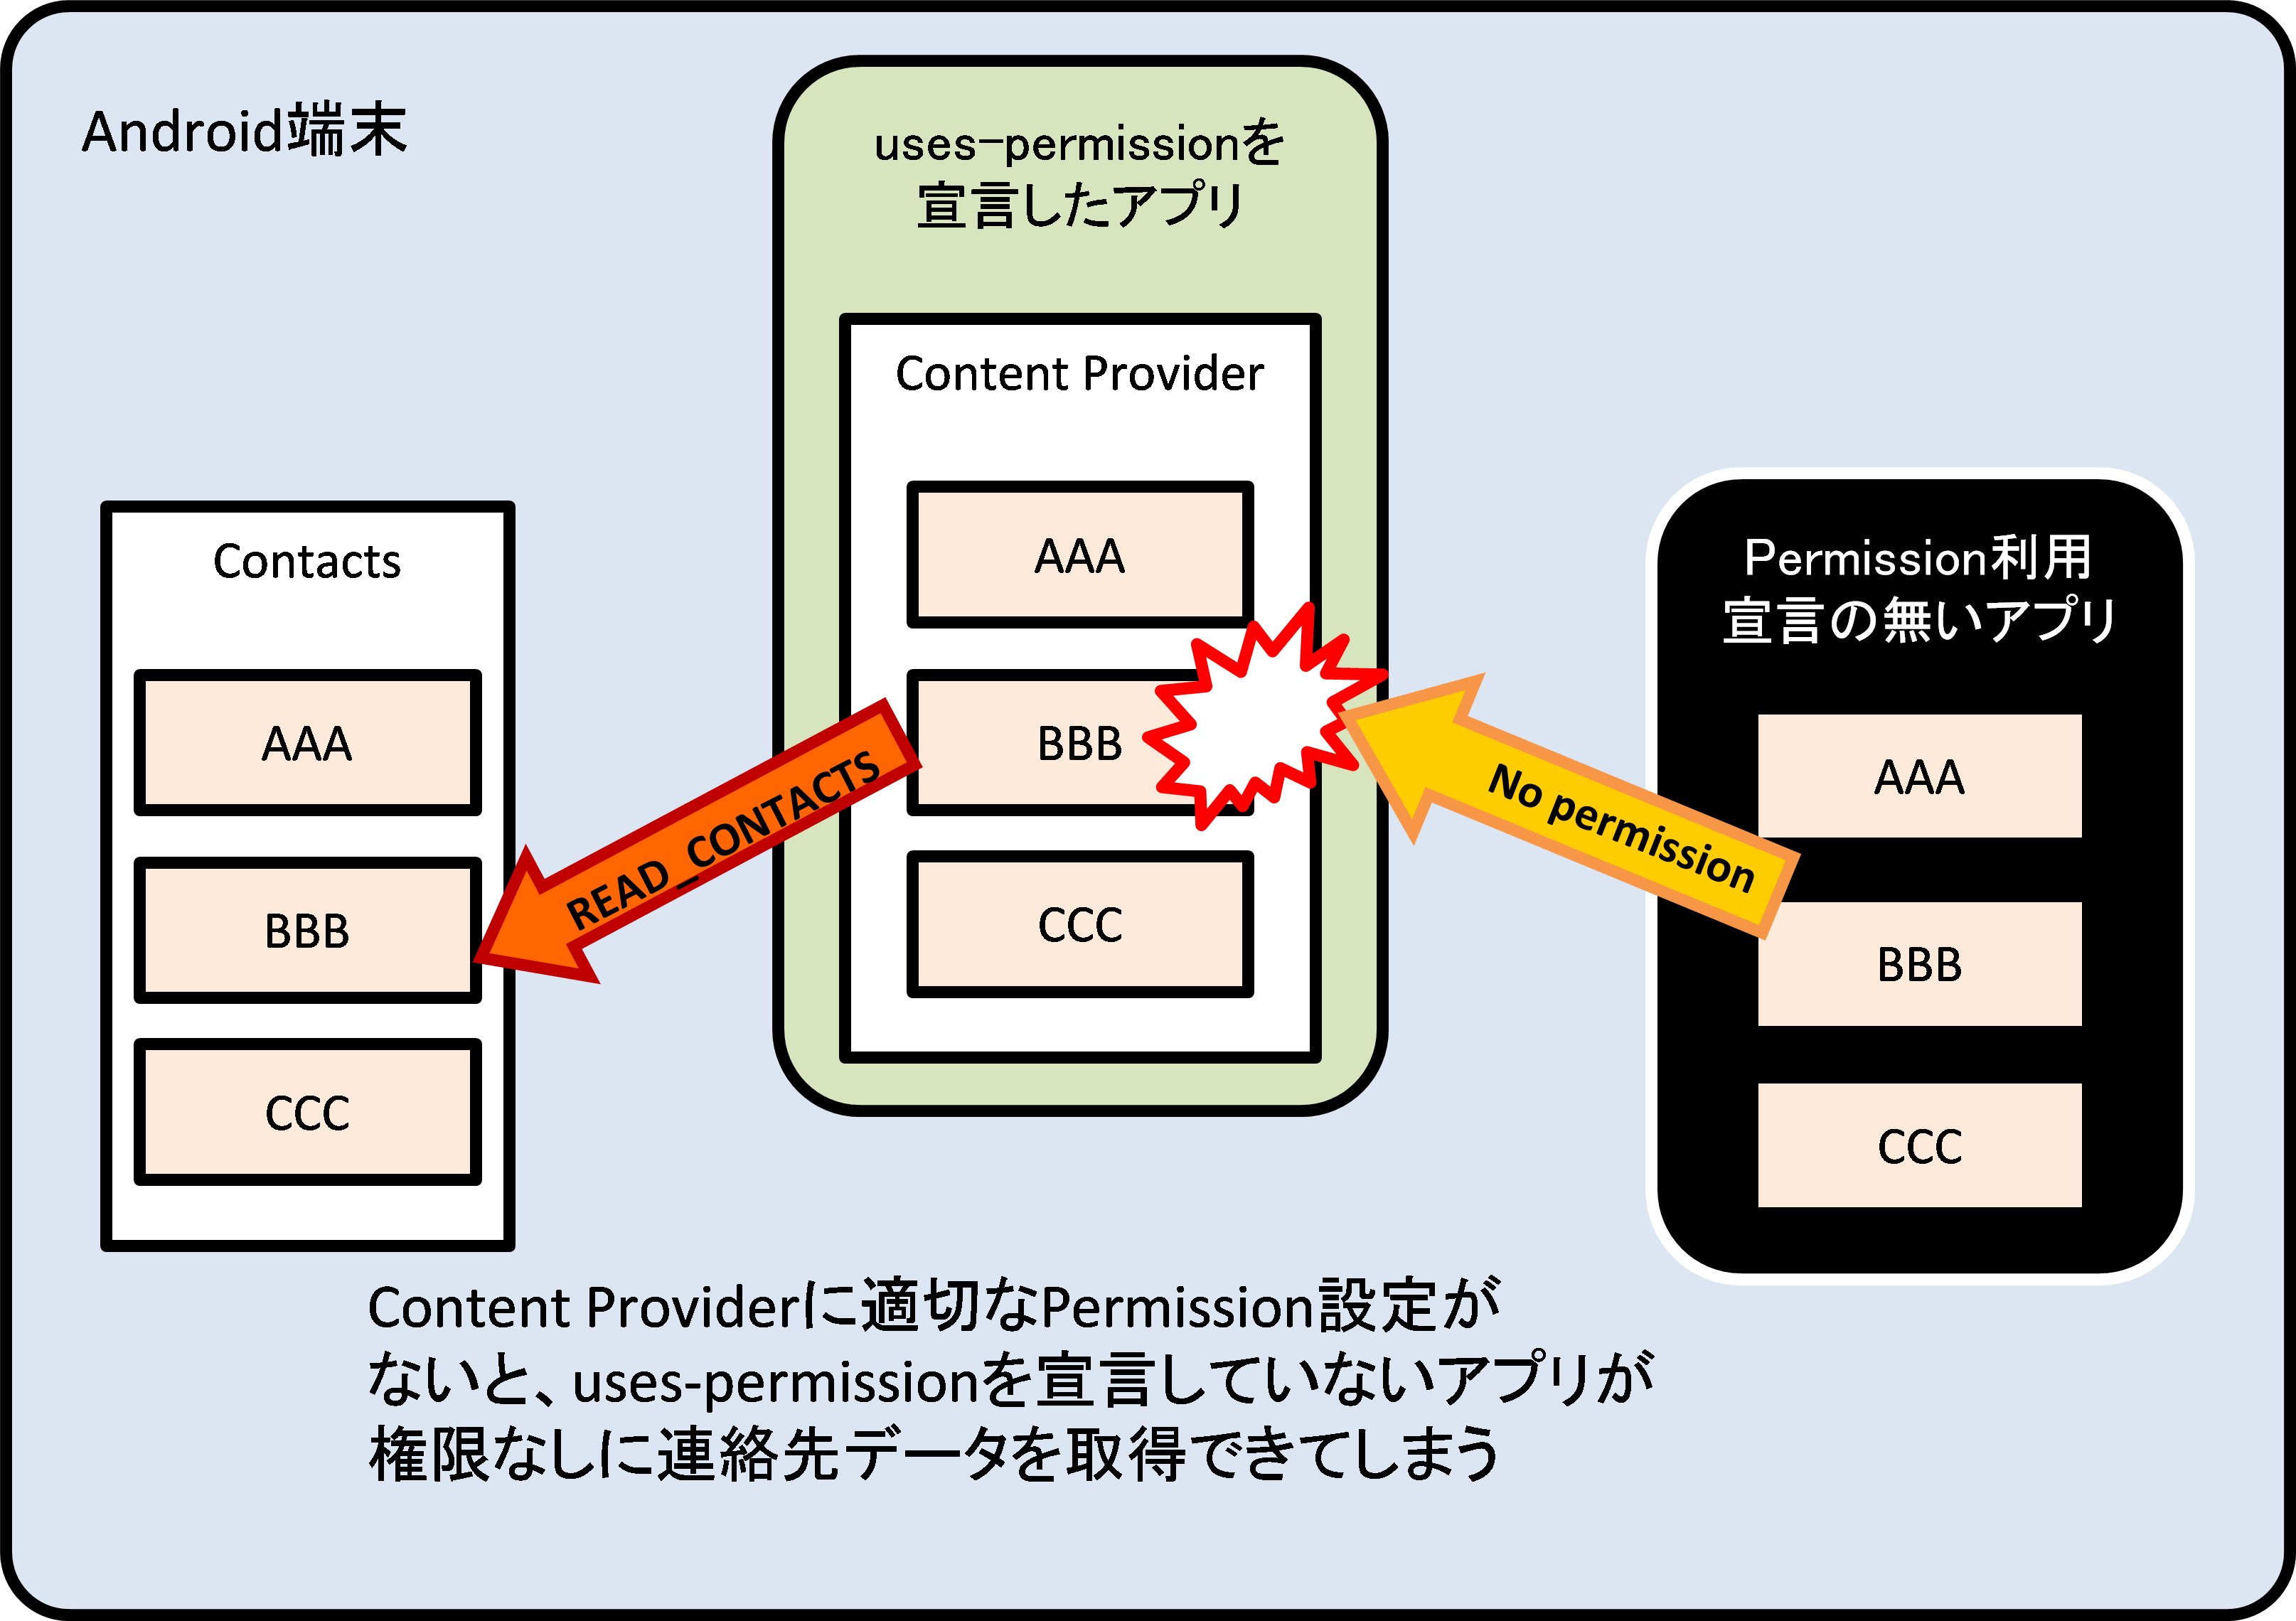 Android端末
uses-permissionを
宣言したアプリ
Content Provider
AAA
BBB
CCC
Contacts
AAA
BBB
CCC
READ_CONTACTS
Permission利用
宣言の無いアプリ
AAA
BBB
CCC
No permission
Content Providerに適切なPermission設定が
ないと、uses-permissionを宣言していないアプリが
権限なしに連絡先データを取得できてしまう